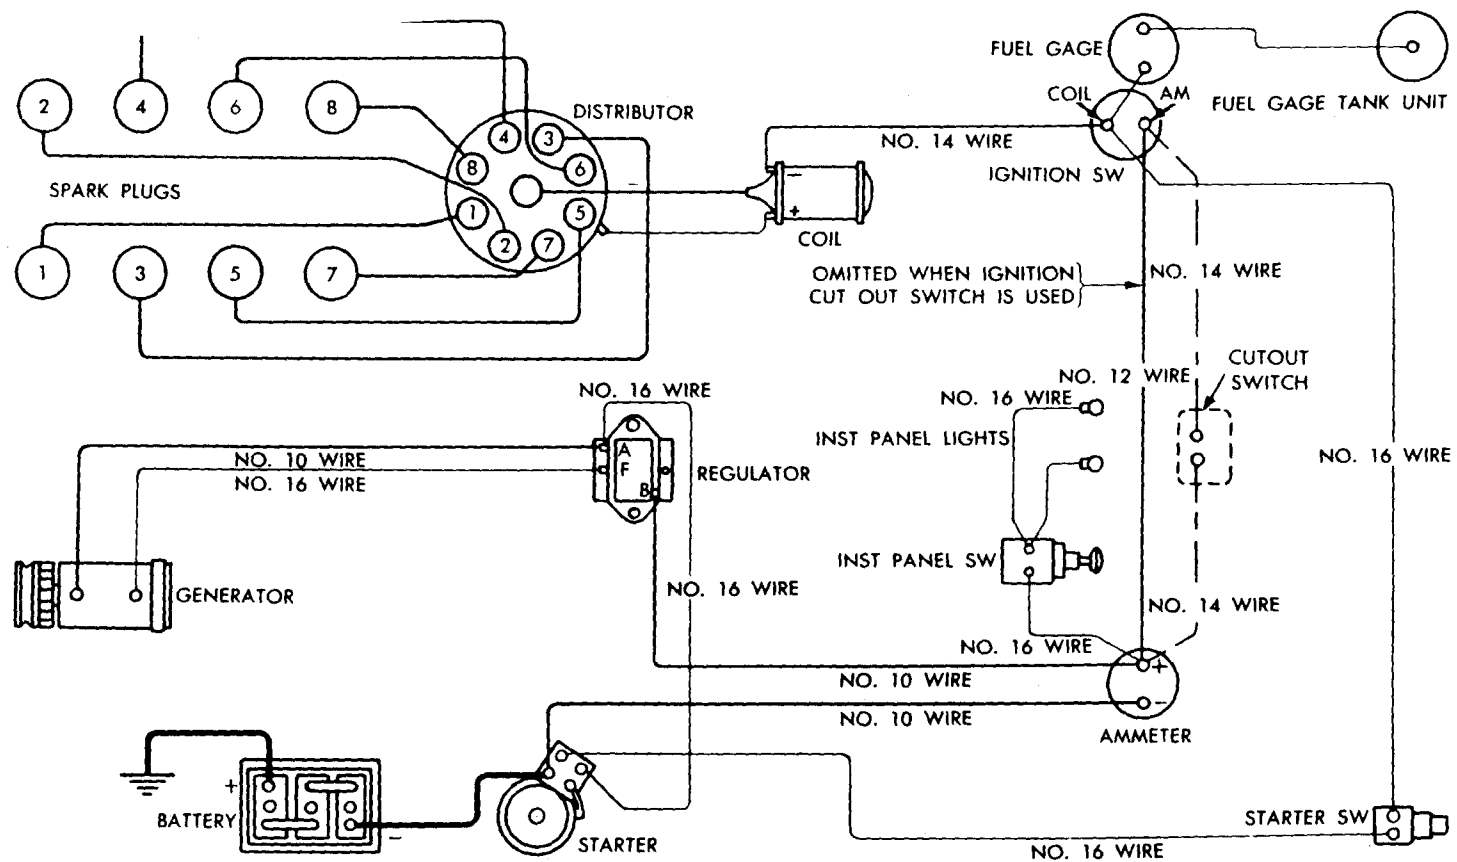 FUEL GAGE
FUEL GAGE TANK UNIT
COIL
AM
IGNITION SW
NO. 14 WIRE
2
4
6
8
DISTRIBUTOR
4
3
8
6
1
5
2
7
SPARK PLUGS
−
−
+
COIL
1
3
5
7
OMITTED WHEN IGNITION
CUT OUT SWITCH IS USED
NO. 14 WIRE
CUTOUT
SWITCH
NO. 12 WIRE
NO. 16 WIRE
INST PANEL LIGHTS
NO. 16 WIRE
NO. 16 WIRE
A
F
B
REGULATOR
NO. 10 WIRE
NO. 16 WIRE
GENERATOR
INST PANEL SW
NO. 16 WIRE
NO. 14 WIRE
NO. 16 WIRE
+
−
NO. 10 WIRE
NO. 10 WIRE
AMMETER
+
BATTERY
−
STARTER
STARTER SW
NO. 16 WIRE